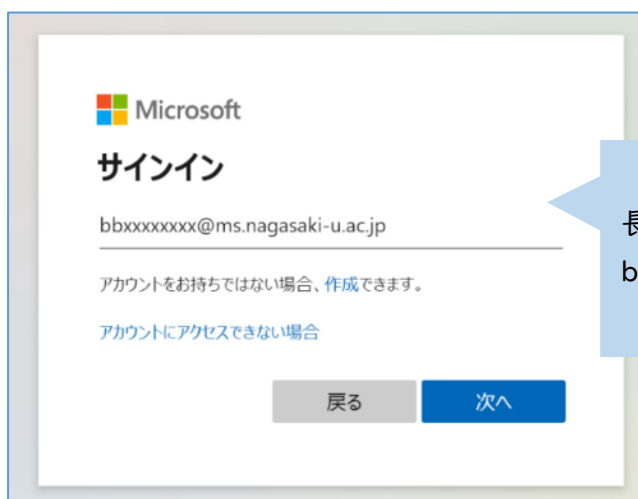 Microsoft
サインイン
bbxxxxxxxx@ms.nagasaki-u.ac.jp
長
b
アカウントをお持ちではない場合、作成できます。
アカウントにアクセスできない場合
戻る
次へ